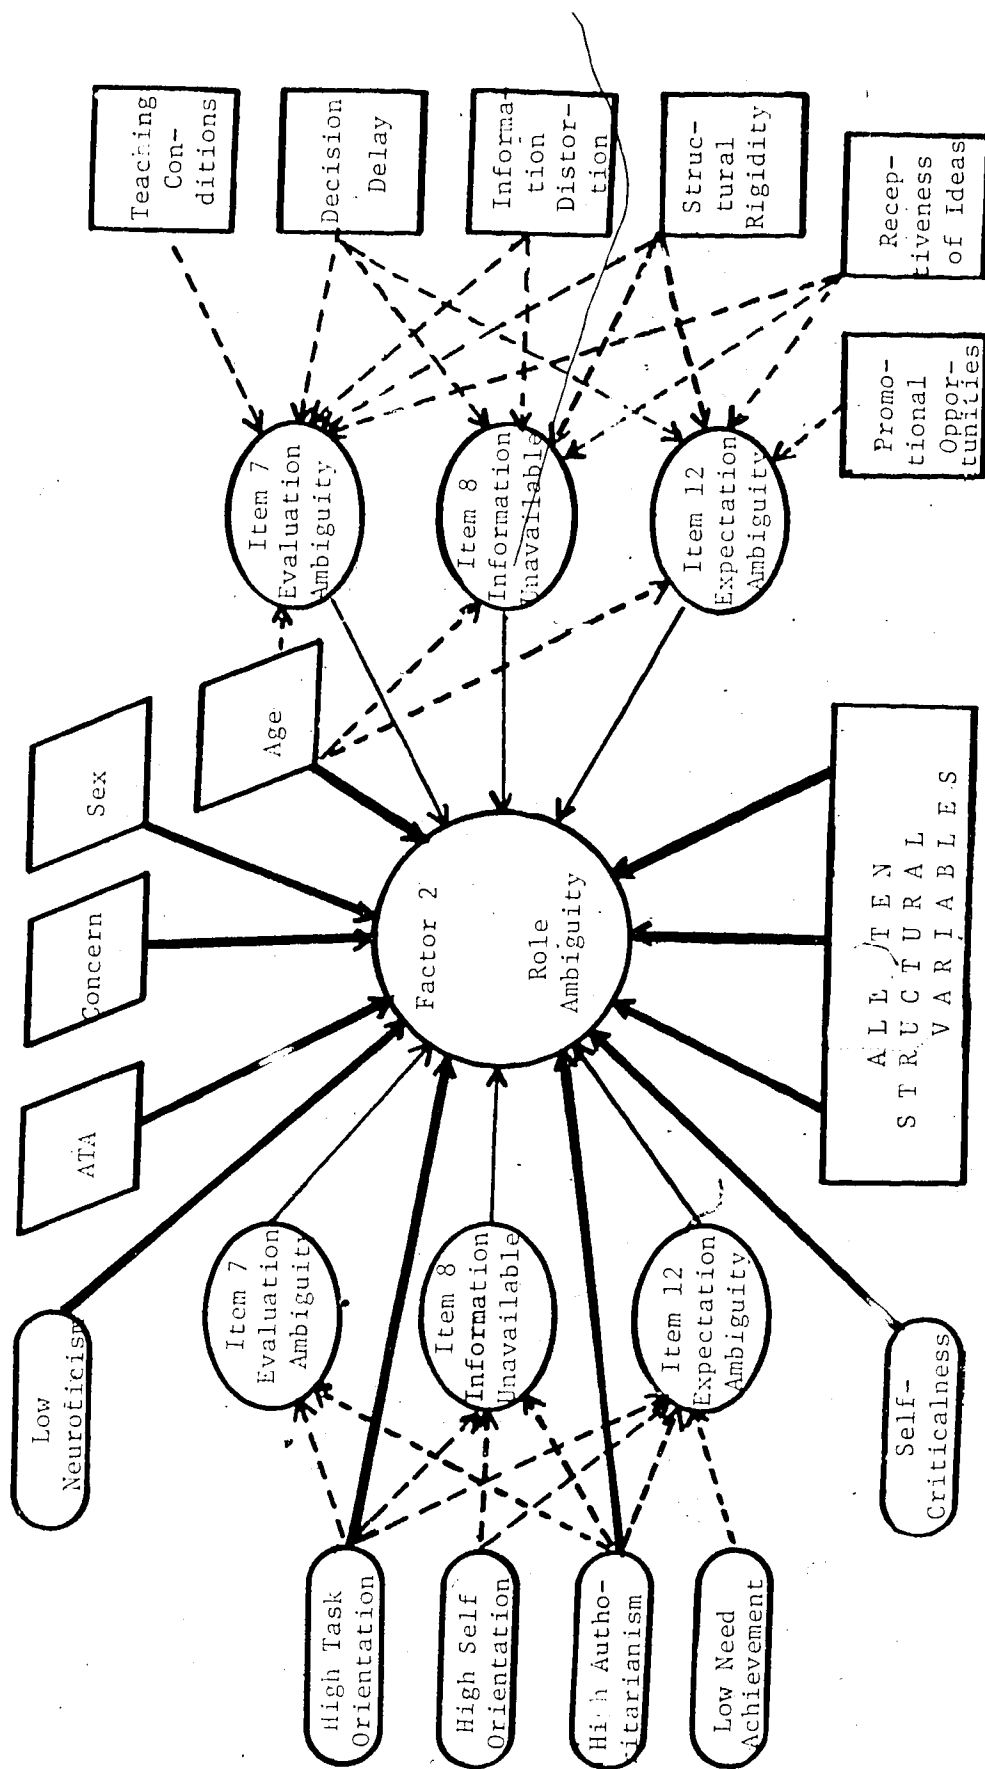 Low
Neuroticism
ATA
Concern
Sex
Age
Teaching
Con-
ditions
Decision
Delay
Informa-
tion
Distor-
tion
Struc-
tural
Rigidity
Recep-
tiveness
of Ideas
Promo-
tional
Oppor-
tunities
Item 7
Evaluation
Ambiguity
Item 8
Information
Unavailable
Item 12
Expectation
Ambiguity
Factor 2
Role
Ambiguity
Item 7
Evaluation
Ambiguity
Item 8
Information
Unavailable
Item 12
Expectation
Ambiguity
High Task
Orientation
High Self
Orientation
High Autho-
ritarianism
Low Need
Achievement
Self-
Criticalness
ALL TEN
STRUCTURAL
VARIABLES